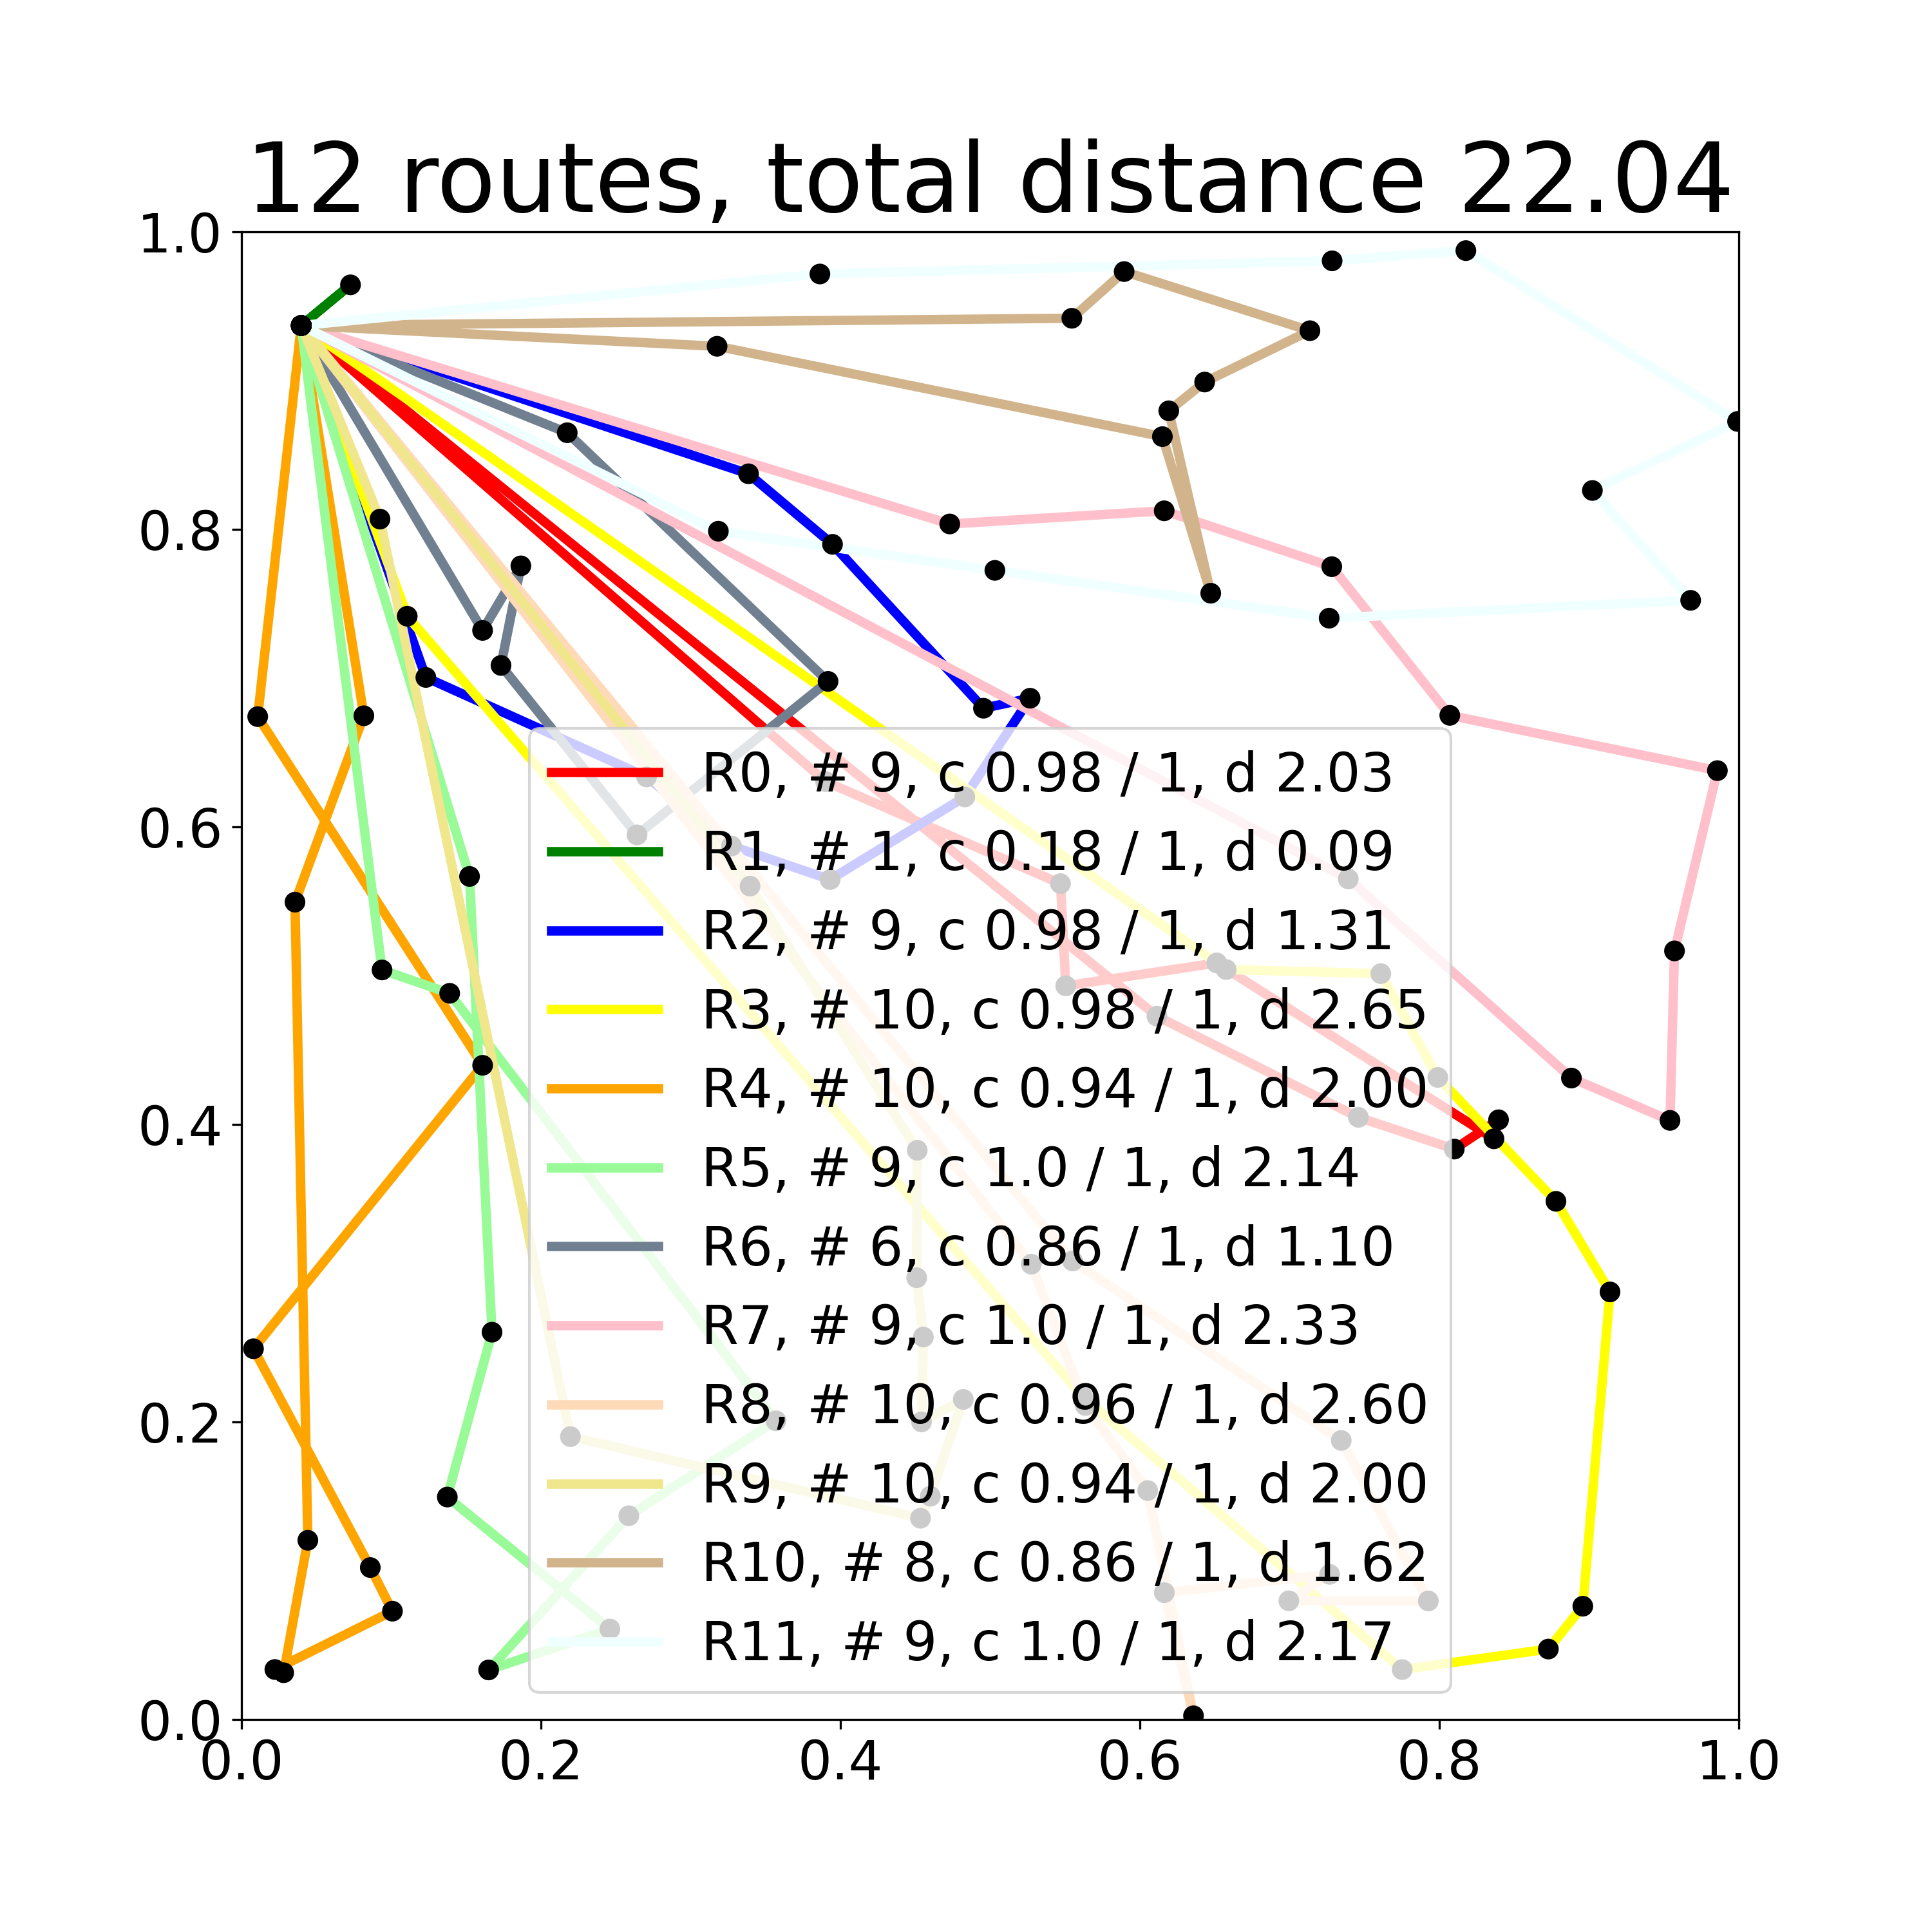 12 routes, total distance 22.04
1.0
0.8
0.6
0.4
0.2
0.0
R0, # 9, c 0.98 / 1, d 2.03
R1, # 1, c 0.18 / 1, d 0.09
R2, # 9, c 0.98 / 1, d 1.31
R3, # 10, c 0.98 / 1, d 2.65
R4, # 10, c 0.94 / 1, d 2.00
R5, # 9, c 1.0 / 1, d 2.14
R6, # 6, c 0.86 / 1, d 1.10
R7, # 9, c 1.0 / 1, d 2.33
R8, # 10, c 0.96 / 1, d 2.60
R9, # 10, c 0.94 / 1, d 2.00
R10, # 8, c 0.86 / 1, d 1.62
R11, # 9, c 1.0 / 1, d 2.17
0.0 0.2 0.4 0.6 0.8 1.0